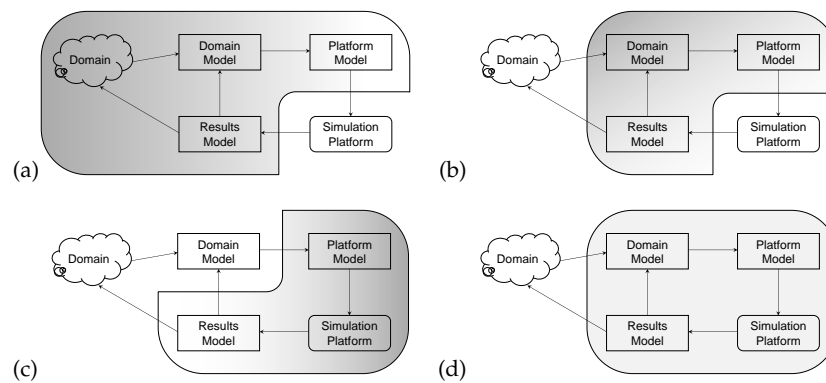 Domain
Domain
Model
Platform
Model
Results
Model
Simulation
Platform
(a)
Domain
Domain
Model
Platform
Model
Results
Model
Simulation
Platform
(b)
Domain
Domain
Model
Platform
Model
Results
Model
Simulation
Platform
(c)
Domain
Domain
Model
Platform
Model
Results
Model
Simulation
Platform
(d)